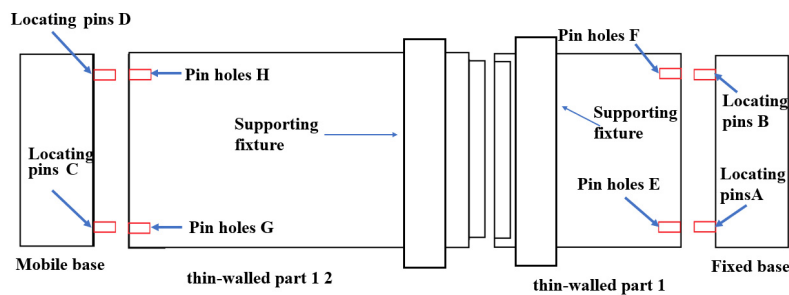 Locating pins D
Pin holes H
Supporting
fixture
Locating
pins C
Pin holes G
Mobile base
thin-walled part 1 2
Pin holes F
Locating
pins B
Supporting
fixture
Pin holes E
Locating
pinsA
Fixed base
thin-walled part 1